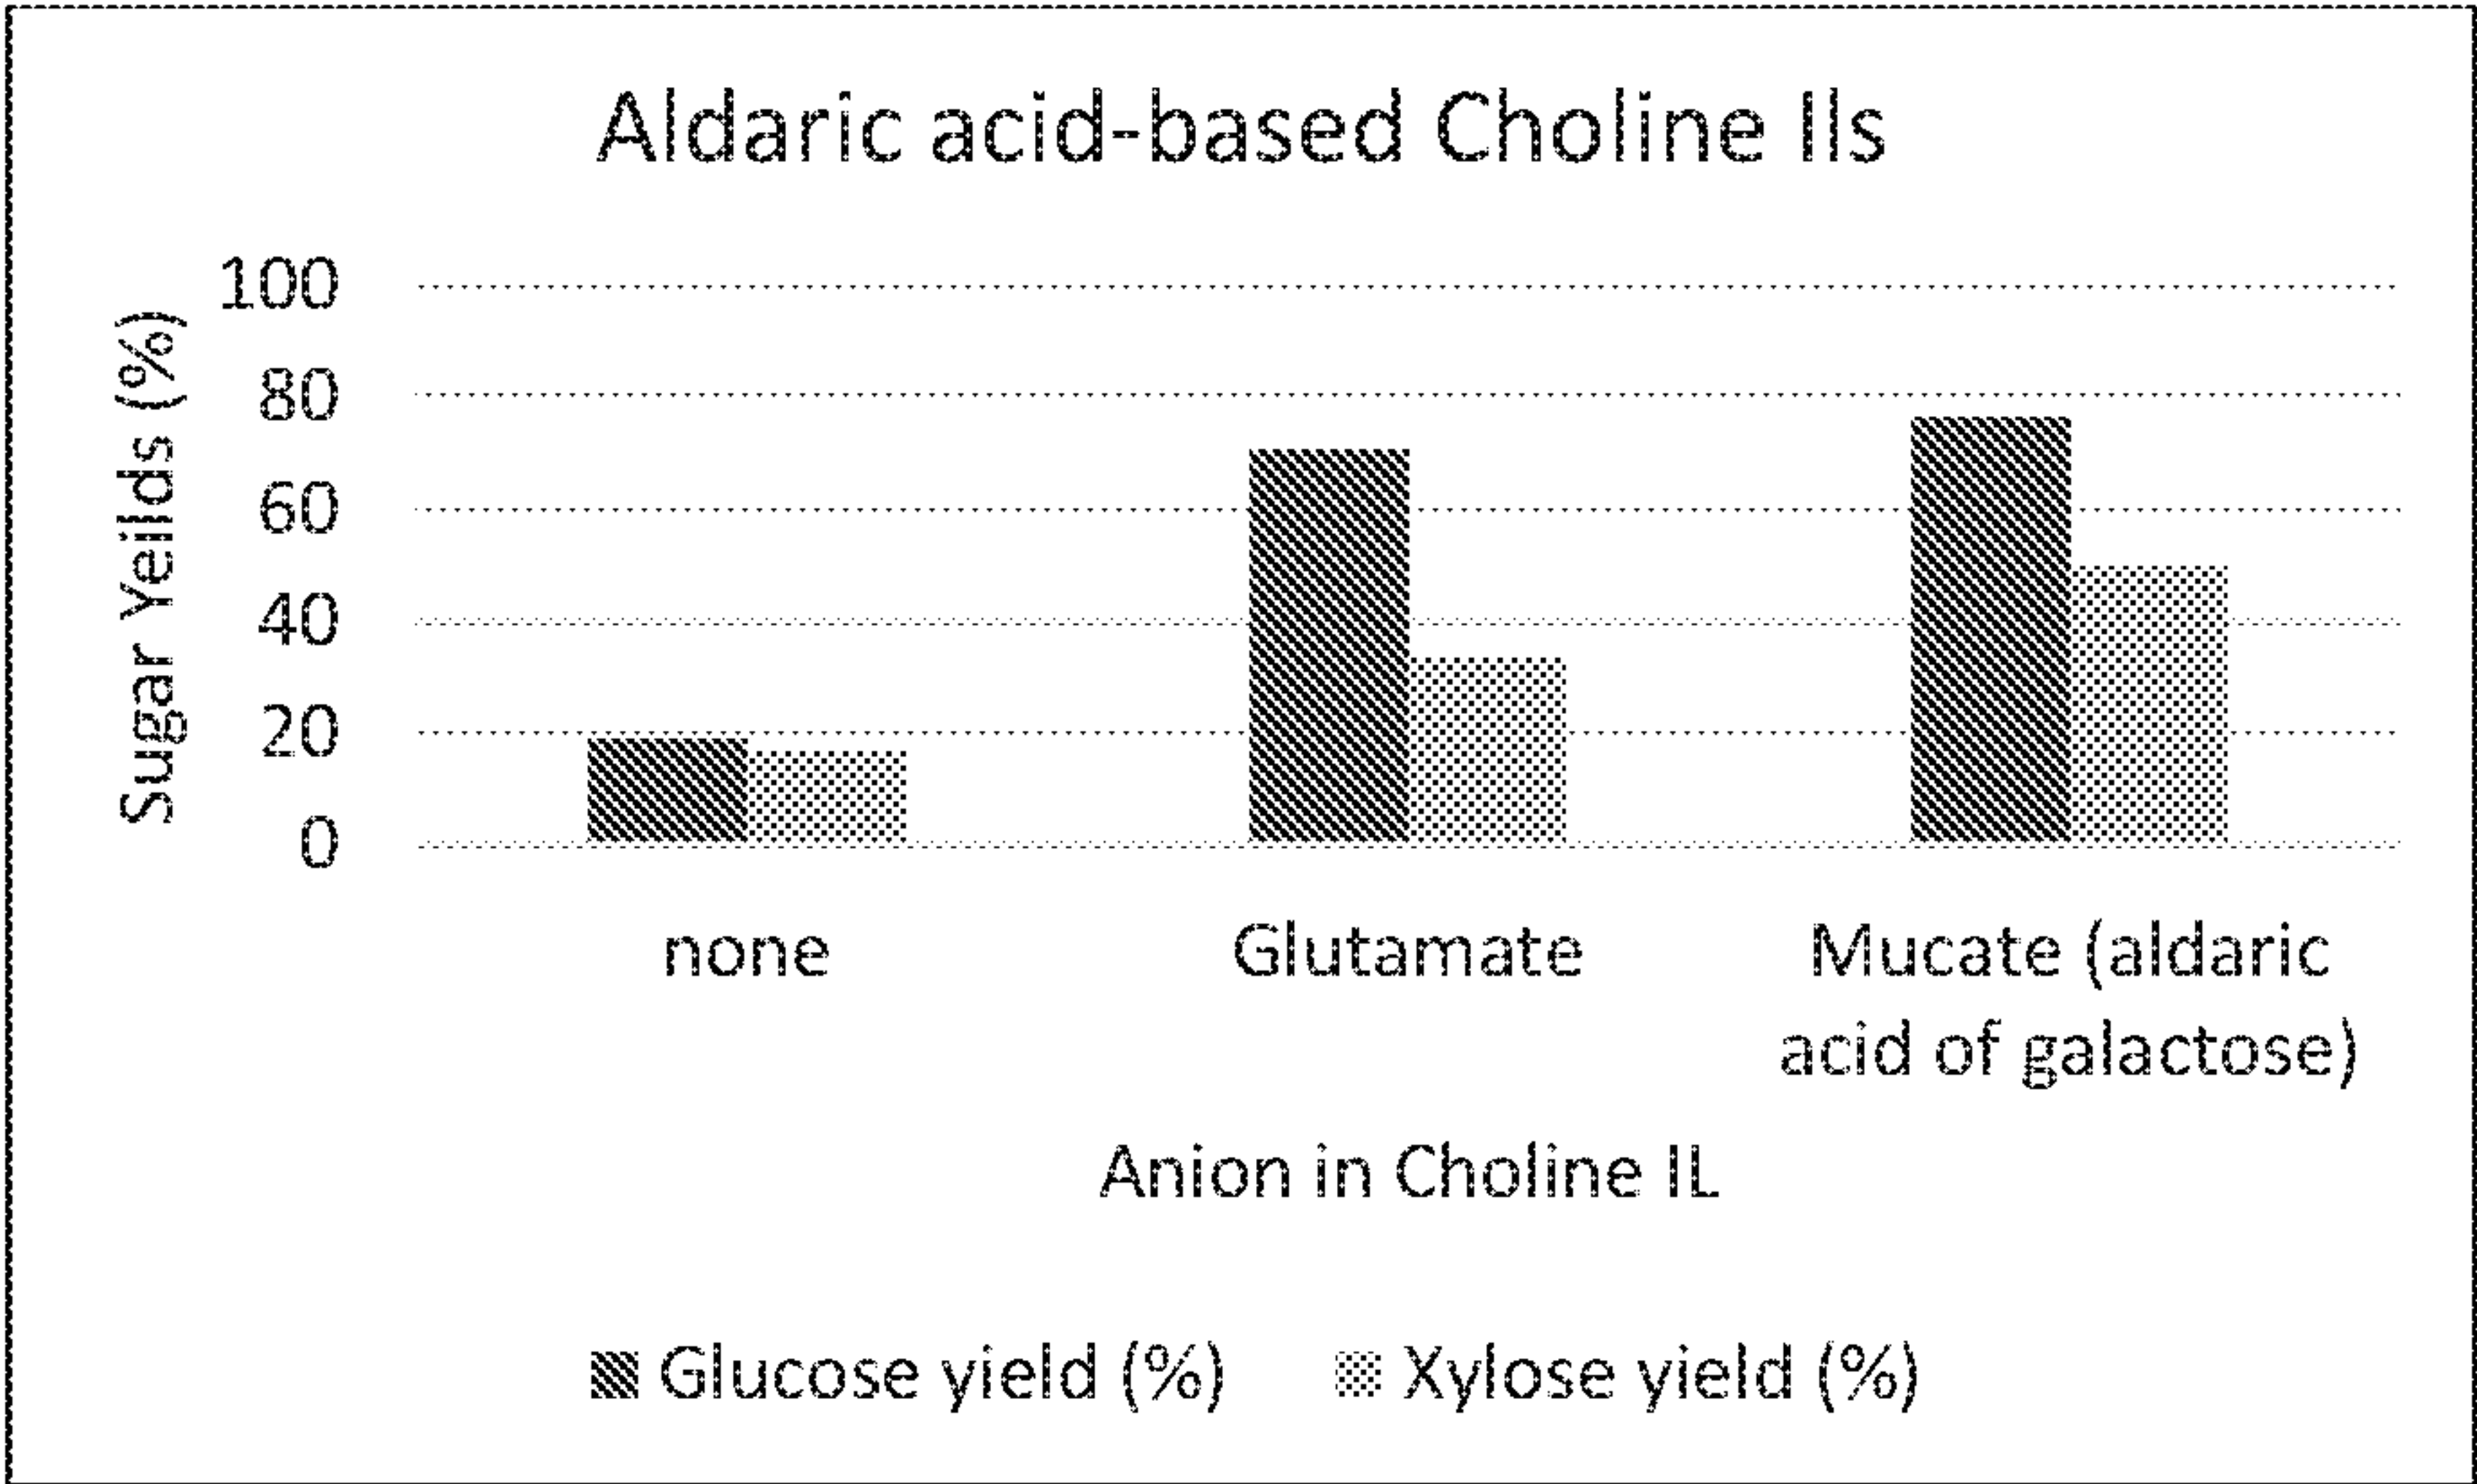 Aldaric acid-based Choline Ils
Sugar Yeilds (%)
100
80
60
40
20
0
none
Glutamate
Mucate (aldaric
acid of galactose)
Anion in Choline IL
Glucose yield (%)
Xylose yield (%)